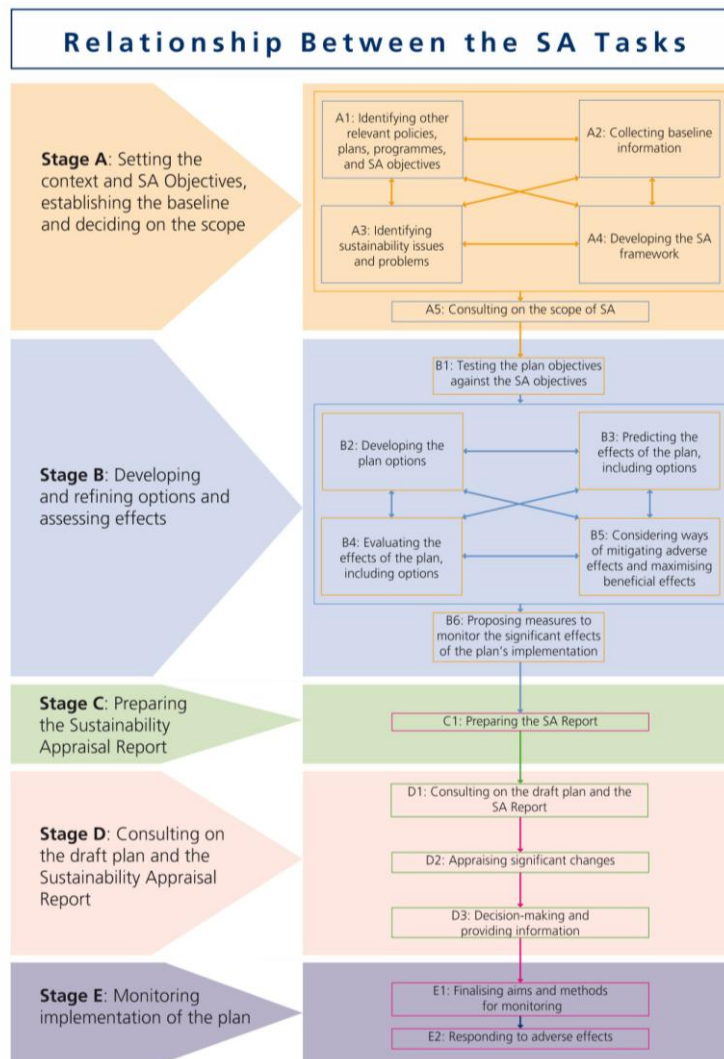 Relationship Between the SA Tasks
Stage A: Setting the
context and SA Objectives,
establishing the baseline
and deciding on the scope
A1: Identifying other
relevant policies,
plans, programmes,
and SA objectives
A2: Collecting baseline
information
A3: Identifying
sustainability issues
and problems
A4: Developing the SA
framework
A5: Consulting on the scope of SA
Stage B: Developing
and refining options and
assessing effects
B1: Testing the plan objectives
against the SA objectives
B2: Developing the
plan options
B3: Predicting the
effects of the plan,
including options
B4: Evaluating the
effects of the plan,
including options
B5: Considering ways
of mitigating adverse
effects and maximising
beneficial effects
B6: Proposing measures to
monitor the significant effects
of the plan's implementation
Stage C: Preparing
the Sustainability
Appraisal Report
C1: Preparing the SA Report
Stage D: Consulting on
the draft plan and the
Sustainability Appraisal
Report
D1: Consulting on the draft plan and the
SA Report
D2: Appraising significant changes
D3: Decision-making and
providing information
Stage E: Monitoring
implementation of the plan
E1: Finalising aims and methods
for monitoring
E2: Responding to adverse effects